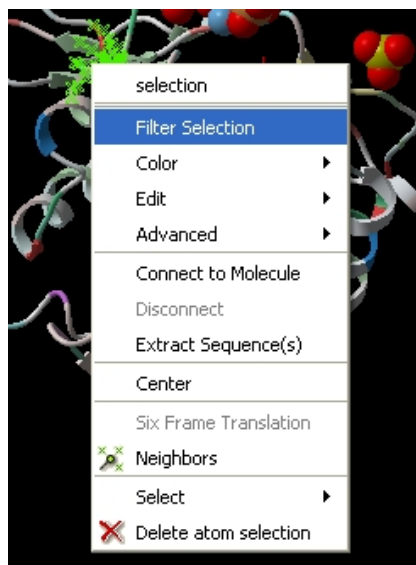 selection
Filter Selection
Color
Edit
Advanced
Connect to Molecule
Disconnect
Extract Sequence(s)
Center
Six Frame Translation
Neighbors
Select
Delete atom selection